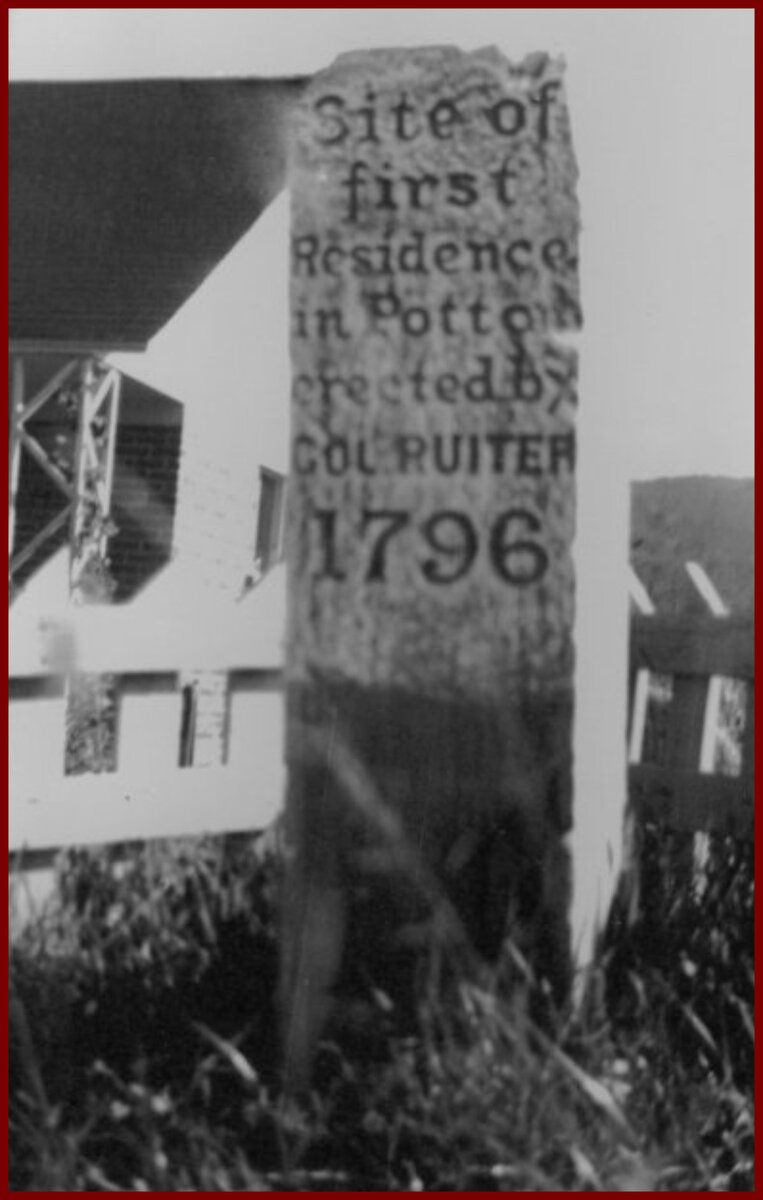 Site of
first
Residence
in Potton
erected by
COL RUITER
1796